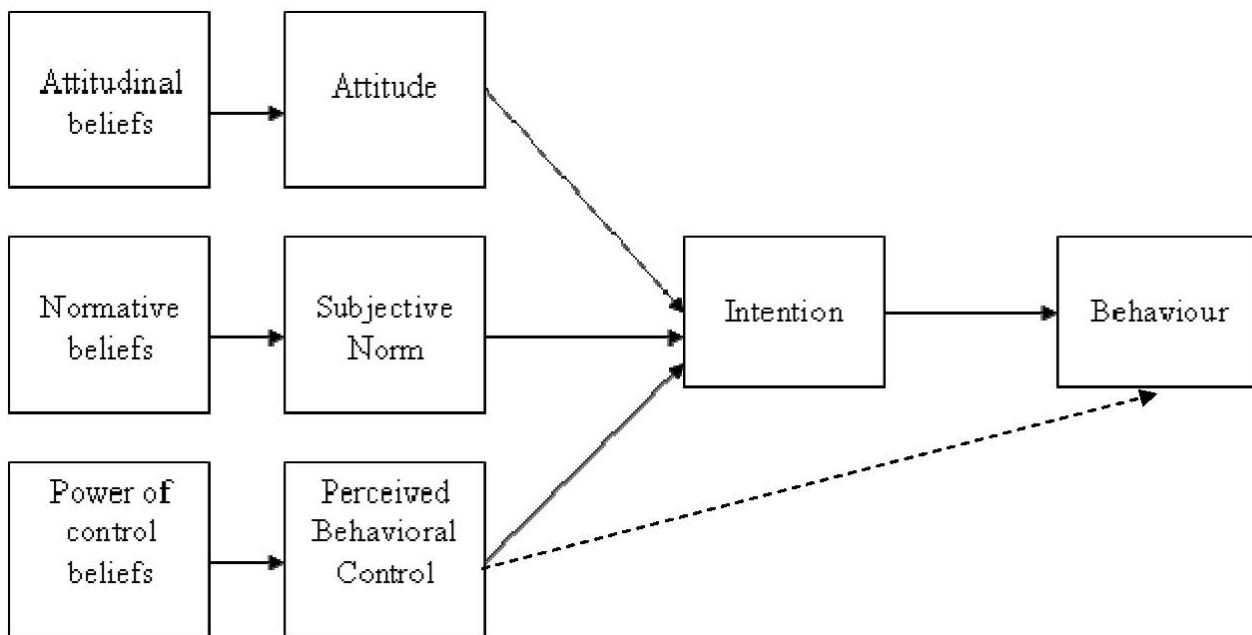 Attitudinal
beliefs
Attitude
Normative
beliefs
Subjective
Norm
Intention
Behaviour
Power of
control
beliefs
Perceived
Behavioral
Control